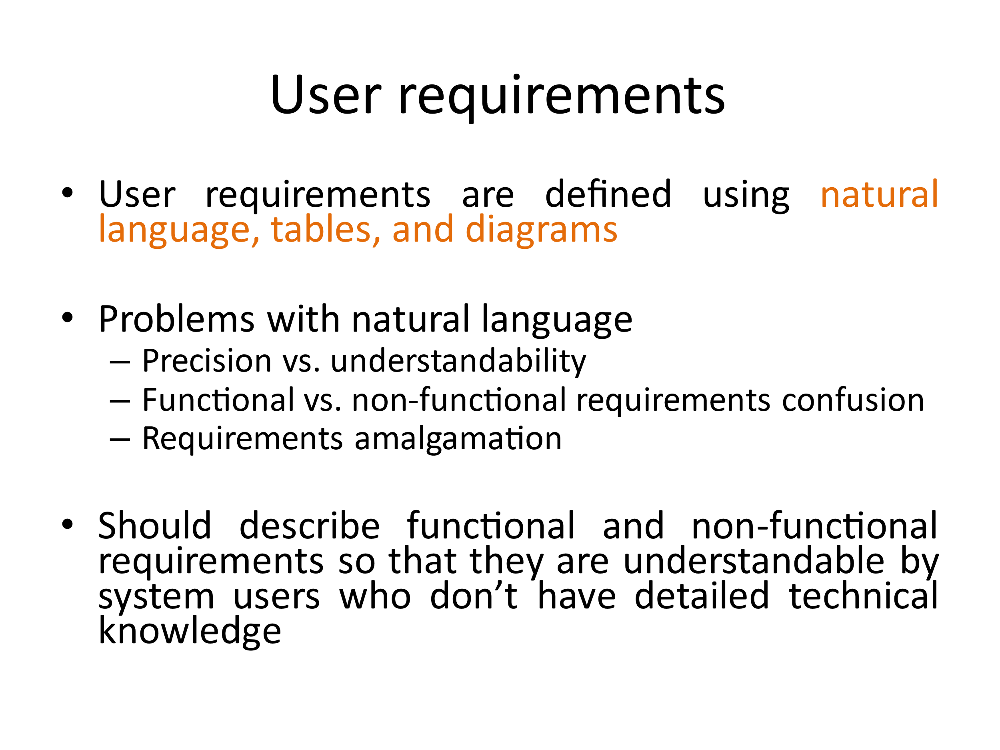 User requirements
• User requirements are defined using natural
language, tables, and diagrams
• Problems with natural language
– Precision vs. understandability
– Functional vs. non-functional requirements confusion
– Requirements amalgamation
• Should describe functional and non-functional
requirements so that they are understandable by
system users who don’t have detailed technical
knowledge